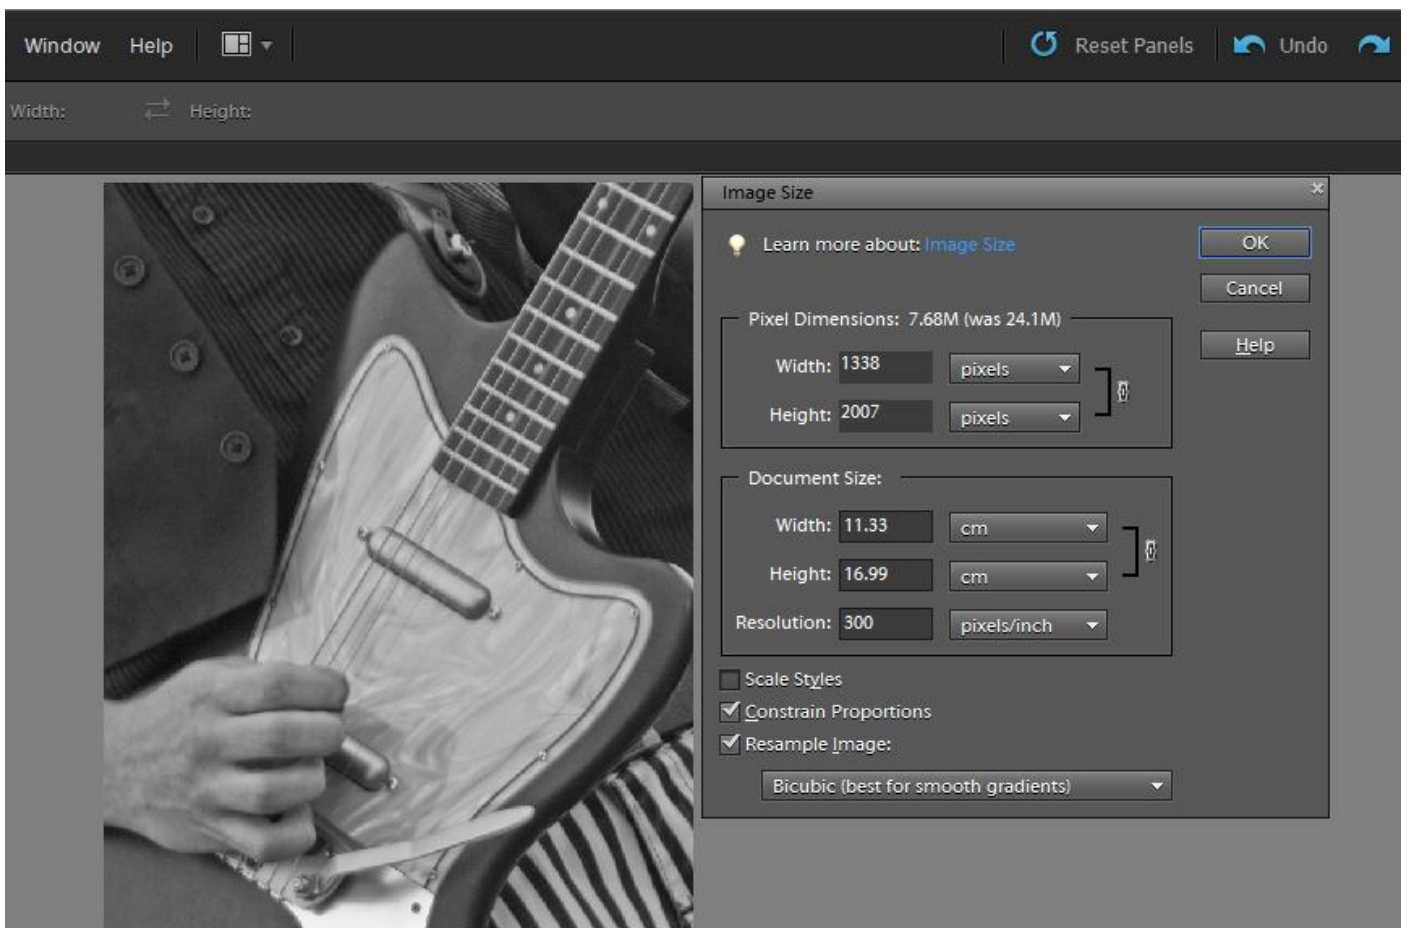 Window Help Reset Panels Undo
Width: Height:
Image Size
Learn more about: Image Size
OK
Cancel
Help
Pixel Dimensions: 7.68M (was 24.1M)
Width: 1338 pixels
Height: 2007 pixels
Document Size:
Width: 11.33 cm
Height: 16.99 cm
Resolution: 300 pixels/inch
Scale Styles
Constrain Proportions
Resample Image:
Bicubic (best for smooth gradients)